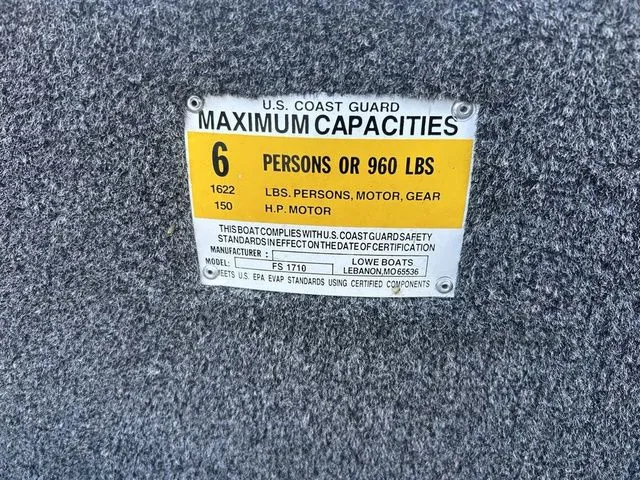 U.S. COAST GUARD
MAXIMUM CAPACITIES
6 PERSONS OR 960 LBS
1622 LBS. PERSONS, MOTOR, GEAR
150 H.P. MOTOR
THIS BOAT COMPLIES WITH U.S. COAST GUARD SAFETY
STANDARDS IN EFFECT ON THE DATE OF CERTIFICATION
MANUFACTURER : LOWE BOATS
MODEL: FS 1710 LEBANON, MO 65536
MEETS U.S. EPA EVAP STANDARDS USING CERTIFIED COMPONENTS